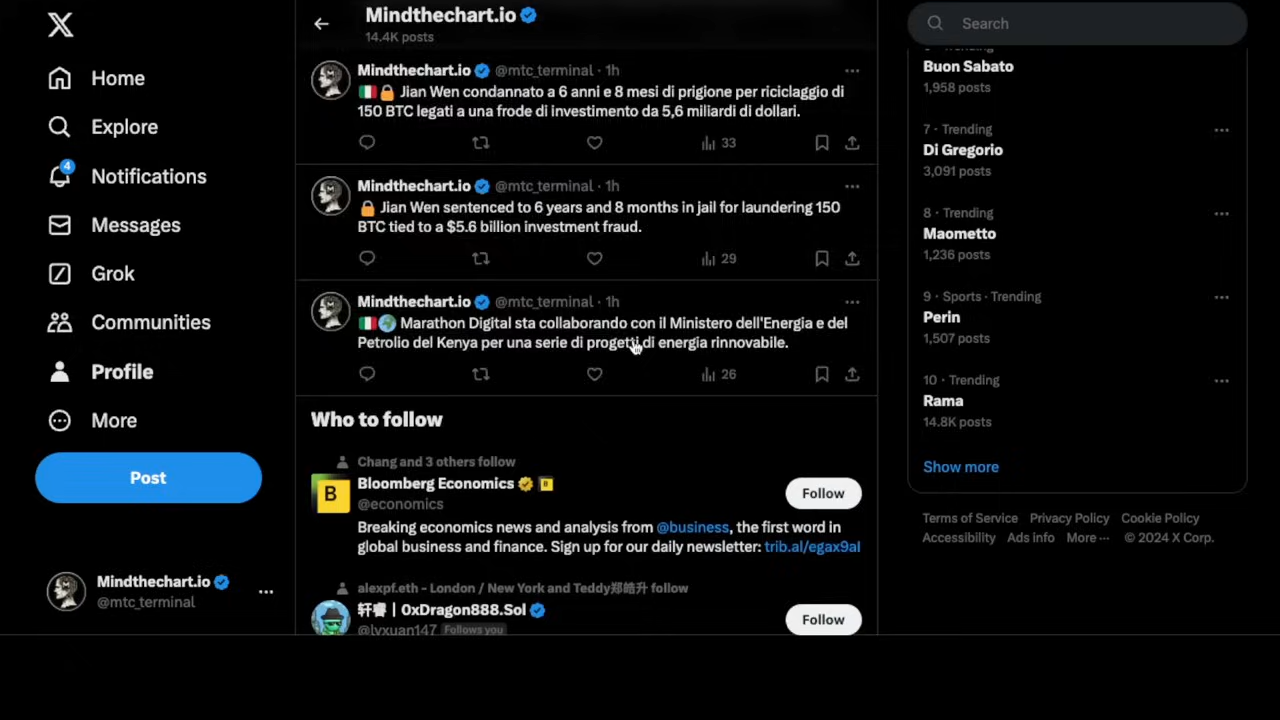 Home
Explore
4
Notifications
Messages
Grok
Communities
Profile
More
Post
Mindthechart.io
@mtc_terminal
Mindthechart.io
14.4K posts
Mindthechart.io @mtc_terminal · 1h
🇮🇹🔒 Jian Wen condannato a 6 anni e 8 mesi di prigione per riciclaggio di
150 BTC legati a una frode di investimento da 5,6 miliardi di dollari.
33
Mindthechart.io @mtc_terminal · 1h
🔒 Jian Wen sentenced to 6 years and 8 months in jail for laundering 150
BTC tied to a $5.6 billion investment fraud.
29
Mindthechart.io @mtc_terminal · 1h
🇮🇹🌍 Marathon Digital sta collaborando con il Ministero dell'Energia e del
Petrolio del Kenya per una serie di progetti di energia rinnovabile.
26
Who to follow
Chang and 3 others follow
Bloomberg Economics
@economics
Follow
Breaking economics news and analysis from @business, the first word in
global business and finance. Sign up for our daily newsletter: trib.al/egax9al
alexpf.eth - London / New York and Teddy郑皓升 follow
轩睿 | 0xDragon888.Sol
@lyxuan147 Follows you
Follow
Search
Trending
Buon Sabato
1,958 posts
7 · Trending
Di Gregorio
3,091 posts
8 · Trending
Maometto
1,236 posts
9 · Sports · Trending
Perin
1,507 posts
10 · Trending
Rama
14.8K posts
Show more
Terms of Service Privacy Policy Cookie Policy
Accessibility Ads info More ··· © 2024 X Corp.